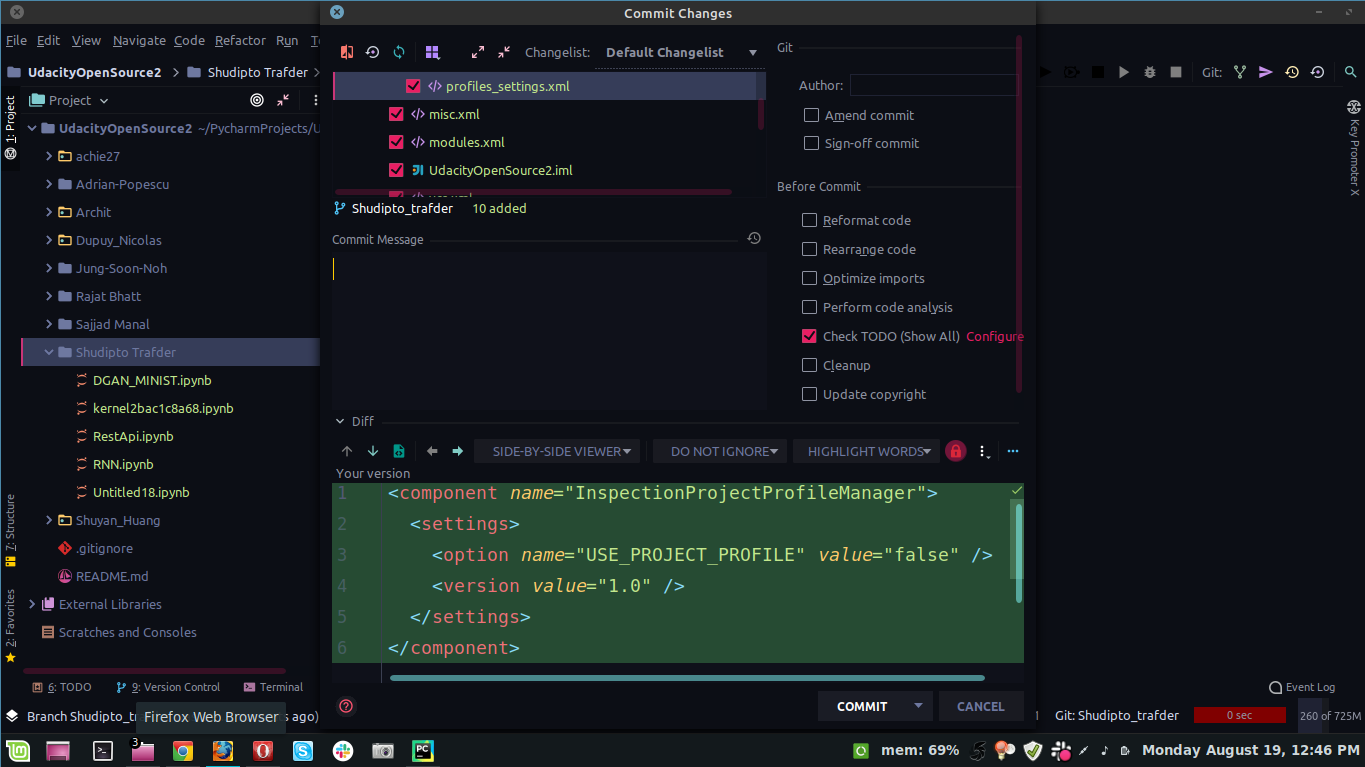 Commit Changes
File Edit View Navigate Code Refactor Run
UdacityOpenSource2 Shudipto Trafder
Project
UdacityOpenSource2 ~/PycharmProjects/U
achie27
Adrian-Popescu
Archit
Dupuy_Nicolas
Jung-Soon-Noh
Rajat Bhatt
Sajjad Manal
Shudipto Trafder
DGAN_MINIST.ipynb
kernel2bac1c8a68.ipynb
RestApi.ipynb
RNN.ipynb
Untitled18.ipynb
Shuyan_Huang
.gitignore
README.md
External Libraries
Scratches and Consoles
1: Project
7: Structure
2: Favorites
Changelist: Default Changelist
profiles_settings.xml
misc.xml
modules.xml
UdacityOpenSource2.iml
Shudipto_trafder 10 added
Commit Message
Git
Author:
Amend commit
Sign-off commit
Before Commit
Reformat code
Rearrange code
Optimize imports
Perform code analysis
Check TODO (Show All) Configure
Cleanup
Update copyright
Diff
SIDE-BY-SIDE VIEWER DO NOT IGNORE HIGHLIGHT WORDS
Your version
1 <component name="InspectionProjectProfileManager">
2 <settings>
3 <option name="USE_PROJECT_PROFILE" value="false" />
4 <version value="1.0" />
5 </settings>
6 </component>
COMMIT CANCEL
Git:
Key Promoter X
6: TODO 9: Version Control Terminal
Event Log
Branch Shudipto_tr
Firefox Web Browser
s ago)
Git: Shudipto_trafder 0 sec 260 of 725M
3
PC
mem: 69%
Monday August 19, 12:46 PM